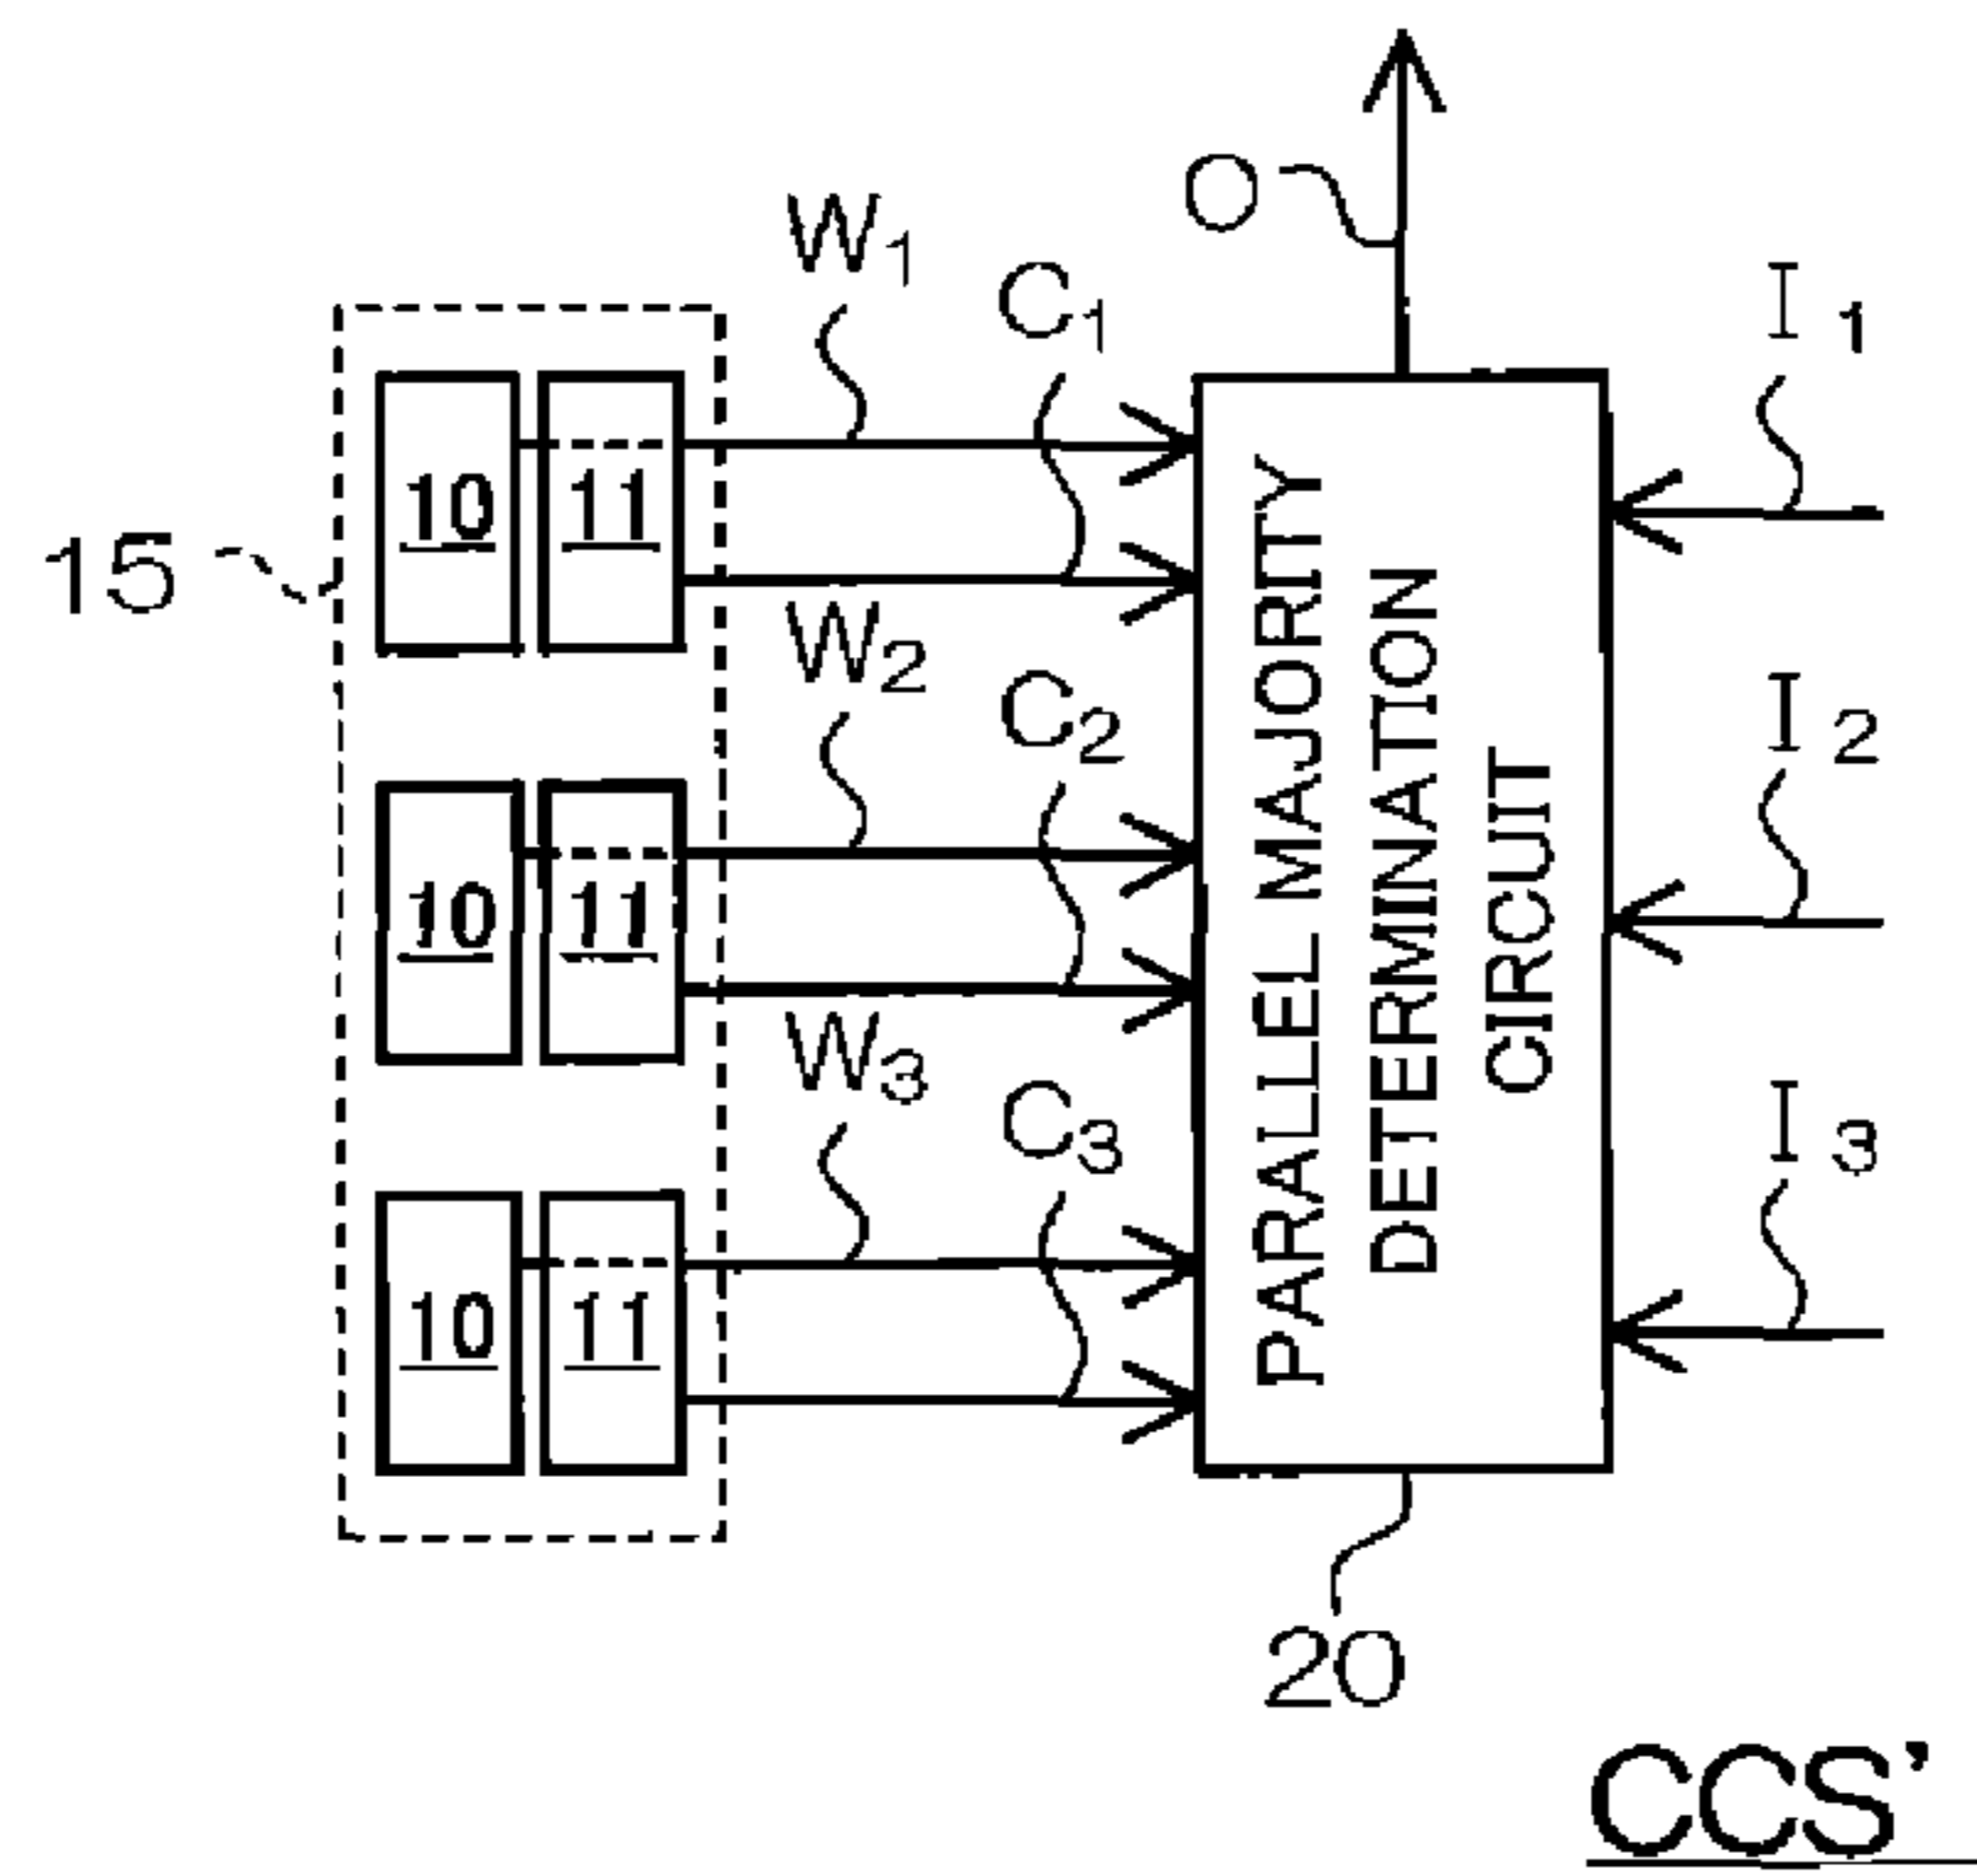 O
W1
C1
I1
10 11
15
W2
C2
I2
10 11
W3
C3
I3
10 11
PARALLEL MAJORITY
DETERMINATION
CIRCUIT
20
CCS'